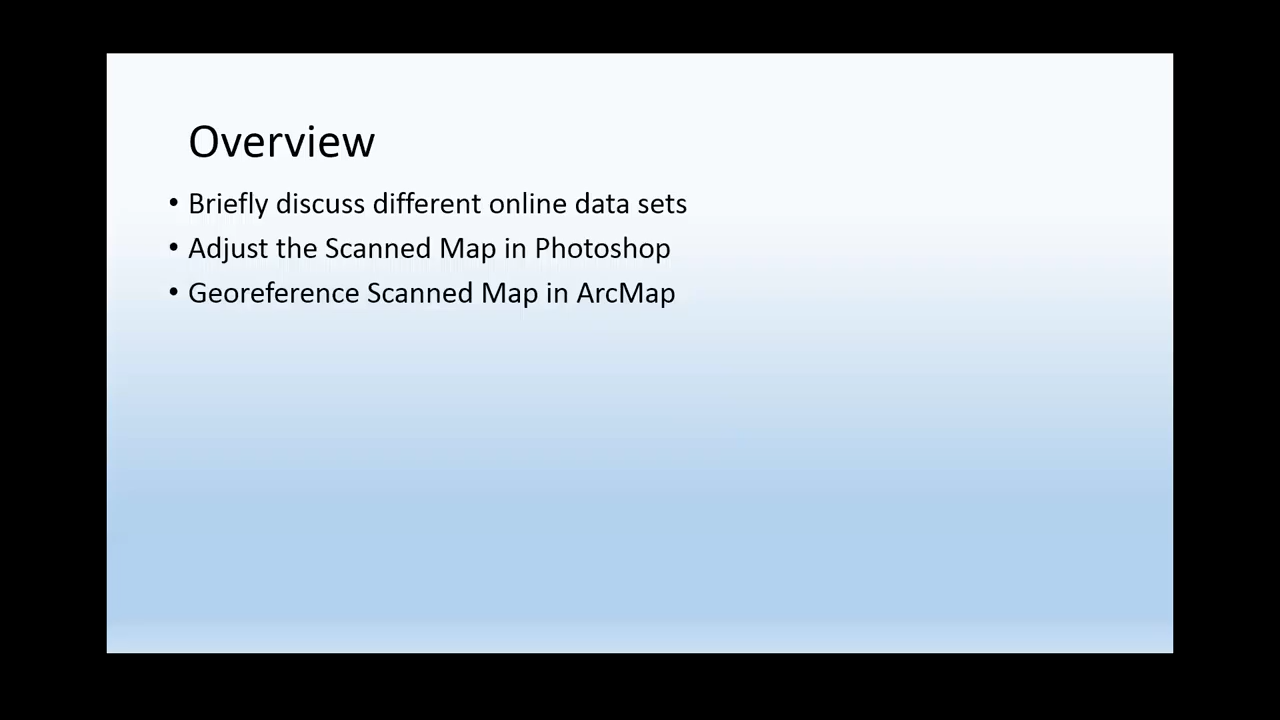 Overview
• Briefly discuss different online data sets
• Adjust the Scanned Map in Photoshop
• Georeference Scanned Map in ArcMap